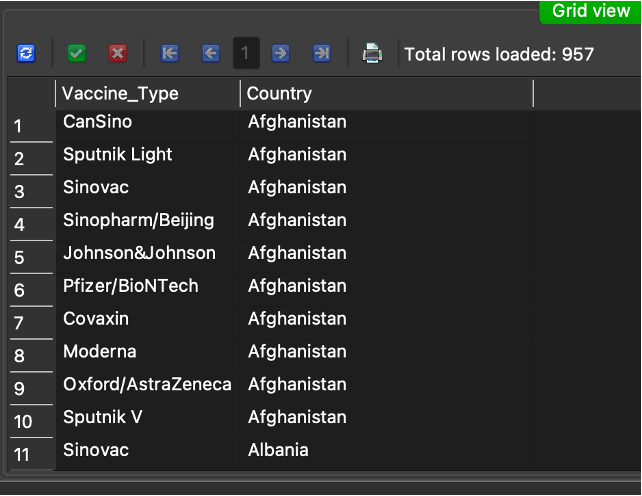 Grid view
1 Total rows loaded: 957
Vaccine_Type Country
1 CanSino Afghanistan
2 Sputnik Light Afghanistan
3 Sinovac Afghanistan
4 Sinopharm/Beijing Afghanistan
5 Johnson&Johnson Afghanistan
6 Pfizer/BioNTech Afghanistan
7 Covaxin Afghanistan
8 Moderna Afghanistan
9 Oxford/AstraZeneca Afghanistan
10 Sputnik V Afghanistan
11 Sinovac Albania